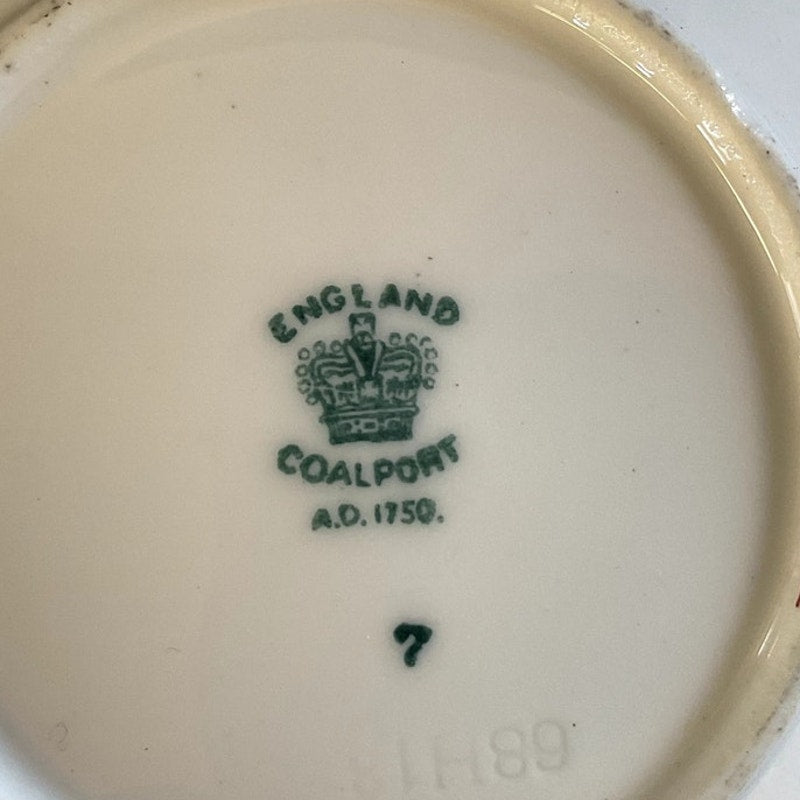 ENGLAND
COALPORT
A.D. 1750.
7